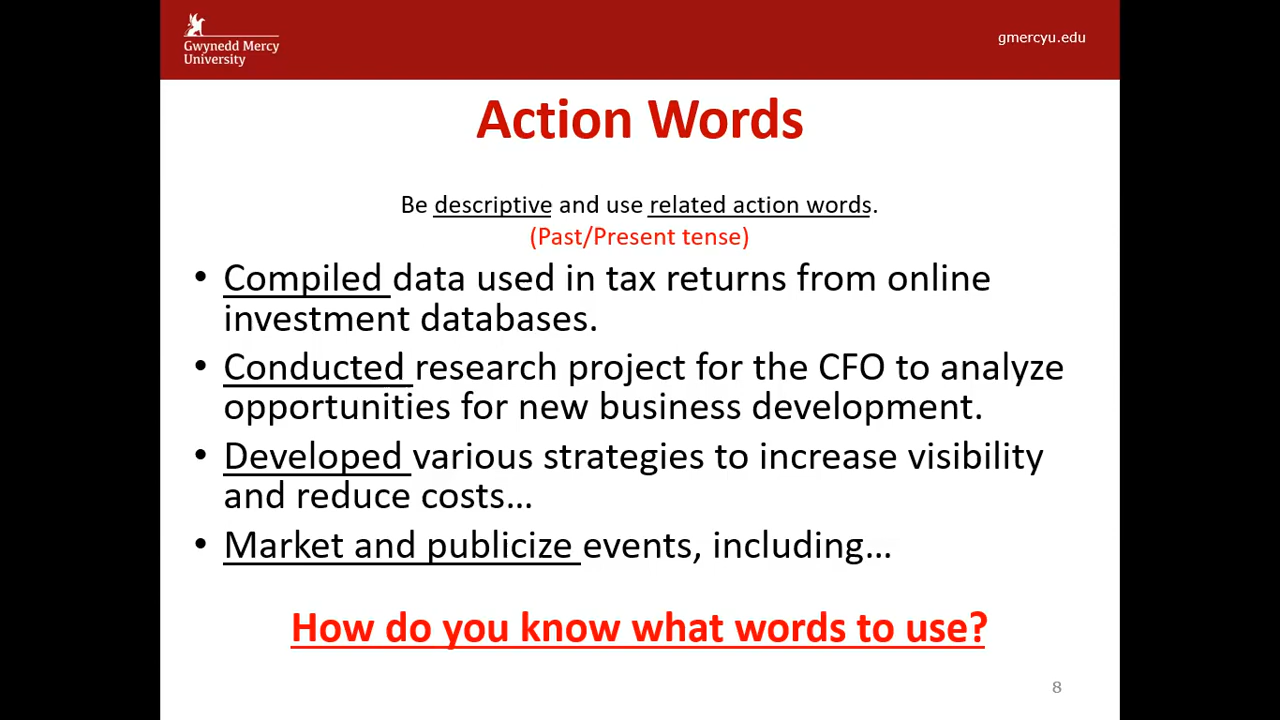 Gwynedd Mercy
University
gmercyu.edu
Action Words
Be descriptive and use related action words.
(Past/Present tense)
• Compiled data used in tax returns from online
investment databases.
• Conducted research project for the CFO to analyze
opportunities for new business development.
• Developed various strategies to increase visibility
and reduce costs…
• Market and publicize events, including…
How do you know what words to use?
8